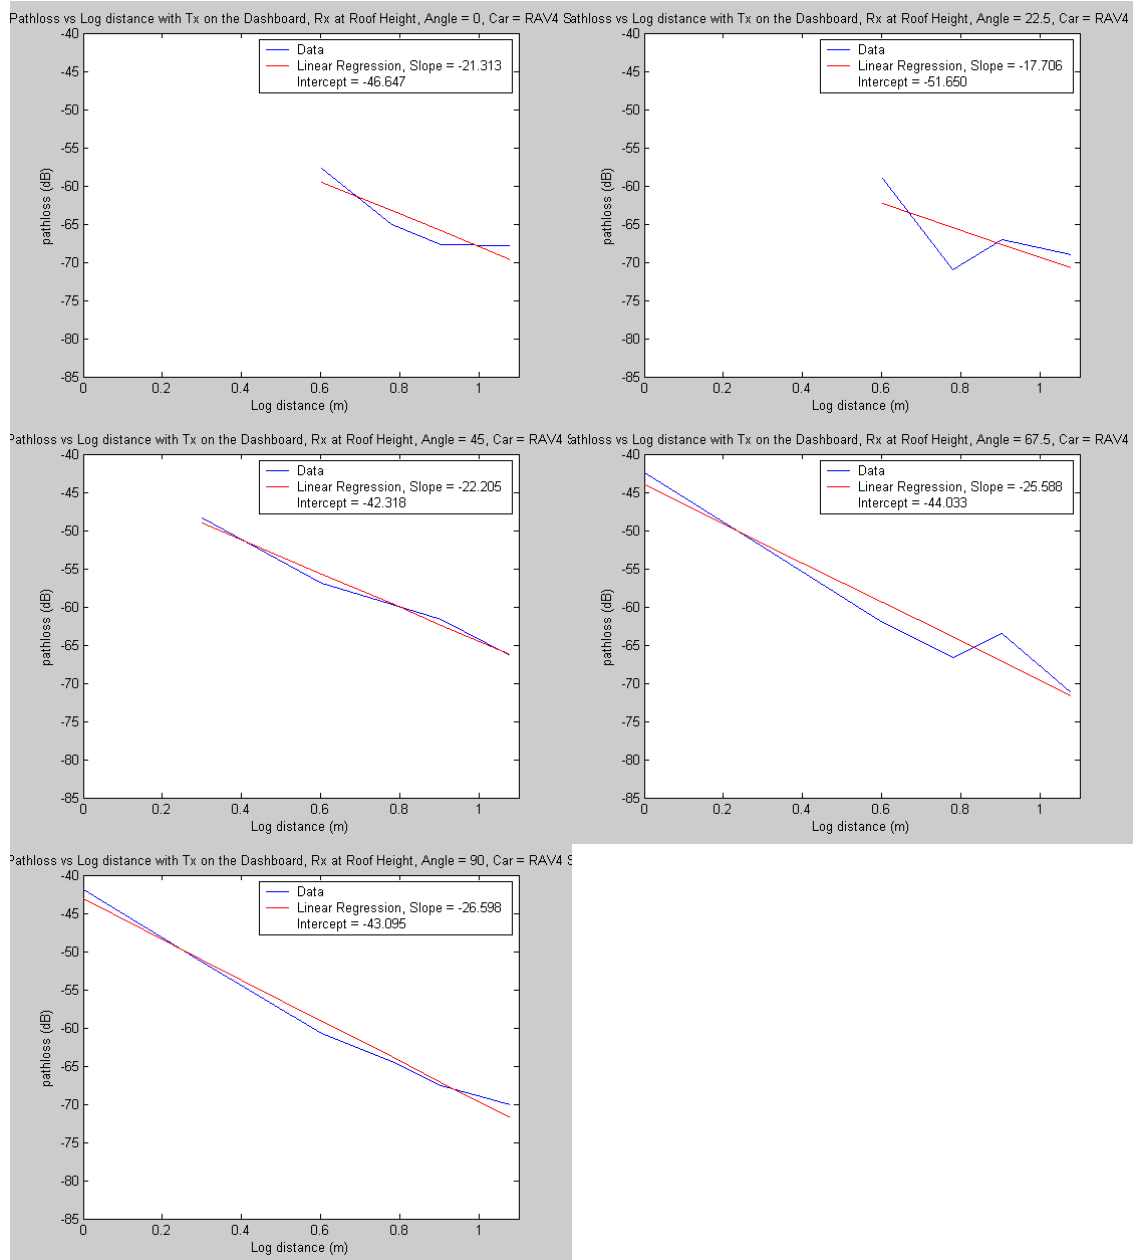 Pathloss vs Log distance with Tx on the Dashboard, Rx at Roof Height, Angle = 0, Car = RAV4
-40
-45
-50
-55
-60
-65
-70
-75
-80
-85
0 0.2 0.4 0.6 0.8 1
Log distance (m)
pathloss (dB)
Data
Linear Regression, Slope = -21.313
Intercept = -46.647
Pathloss vs Log distance with Tx on the Dashboard, Rx at Roof Height, Angle = 22.5, Car = RAV4
-40
-45
-50
-55
-60
-65
-70
-75
-80
-85
0 0.2 0.4 0.6 0.8 1
Log distance (m)
pathloss (dB)
Data
Linear Regression, Slope = -17.706
Intercept = -51.650
Pathloss vs Log distance with Tx on the Dashboard, Rx at Roof Height, Angle = 45, Car = RAV4
-40
-45
-50
-55
-60
-65
-70
-75
-80
-85
0 0.2 0.4 0.6 0.8 1
Log distance (m)
pathloss (dB)
Data
Linear Regression, Slope = -22.205
Intercept = -42.318
Pathloss vs Log distance with Tx on the Dashboard, Rx at Roof Height, Angle = 67.5, Car = RAV4
-40
-45
-50
-55
-60
-65
-70
-75
-80
-85
0 0.2 0.4 0.6 0.8 1
Log distance (m)
pathloss (dB)
Data
Linear Regression, Slope = -25.588
Intercept = -44.033
Pathloss vs Log distance with Tx on the Dashboard, Rx at Roof Height, Angle = 90, Car = RAV4
-40
-45
-50
-55
-60
-65
-70
-75
-80
-85
0 0.2 0.4 0.6 0.8 1
Log distance (m)
pathloss (dB)
Data
Linear Regression, Slope = -26.598
Intercept = -43.095